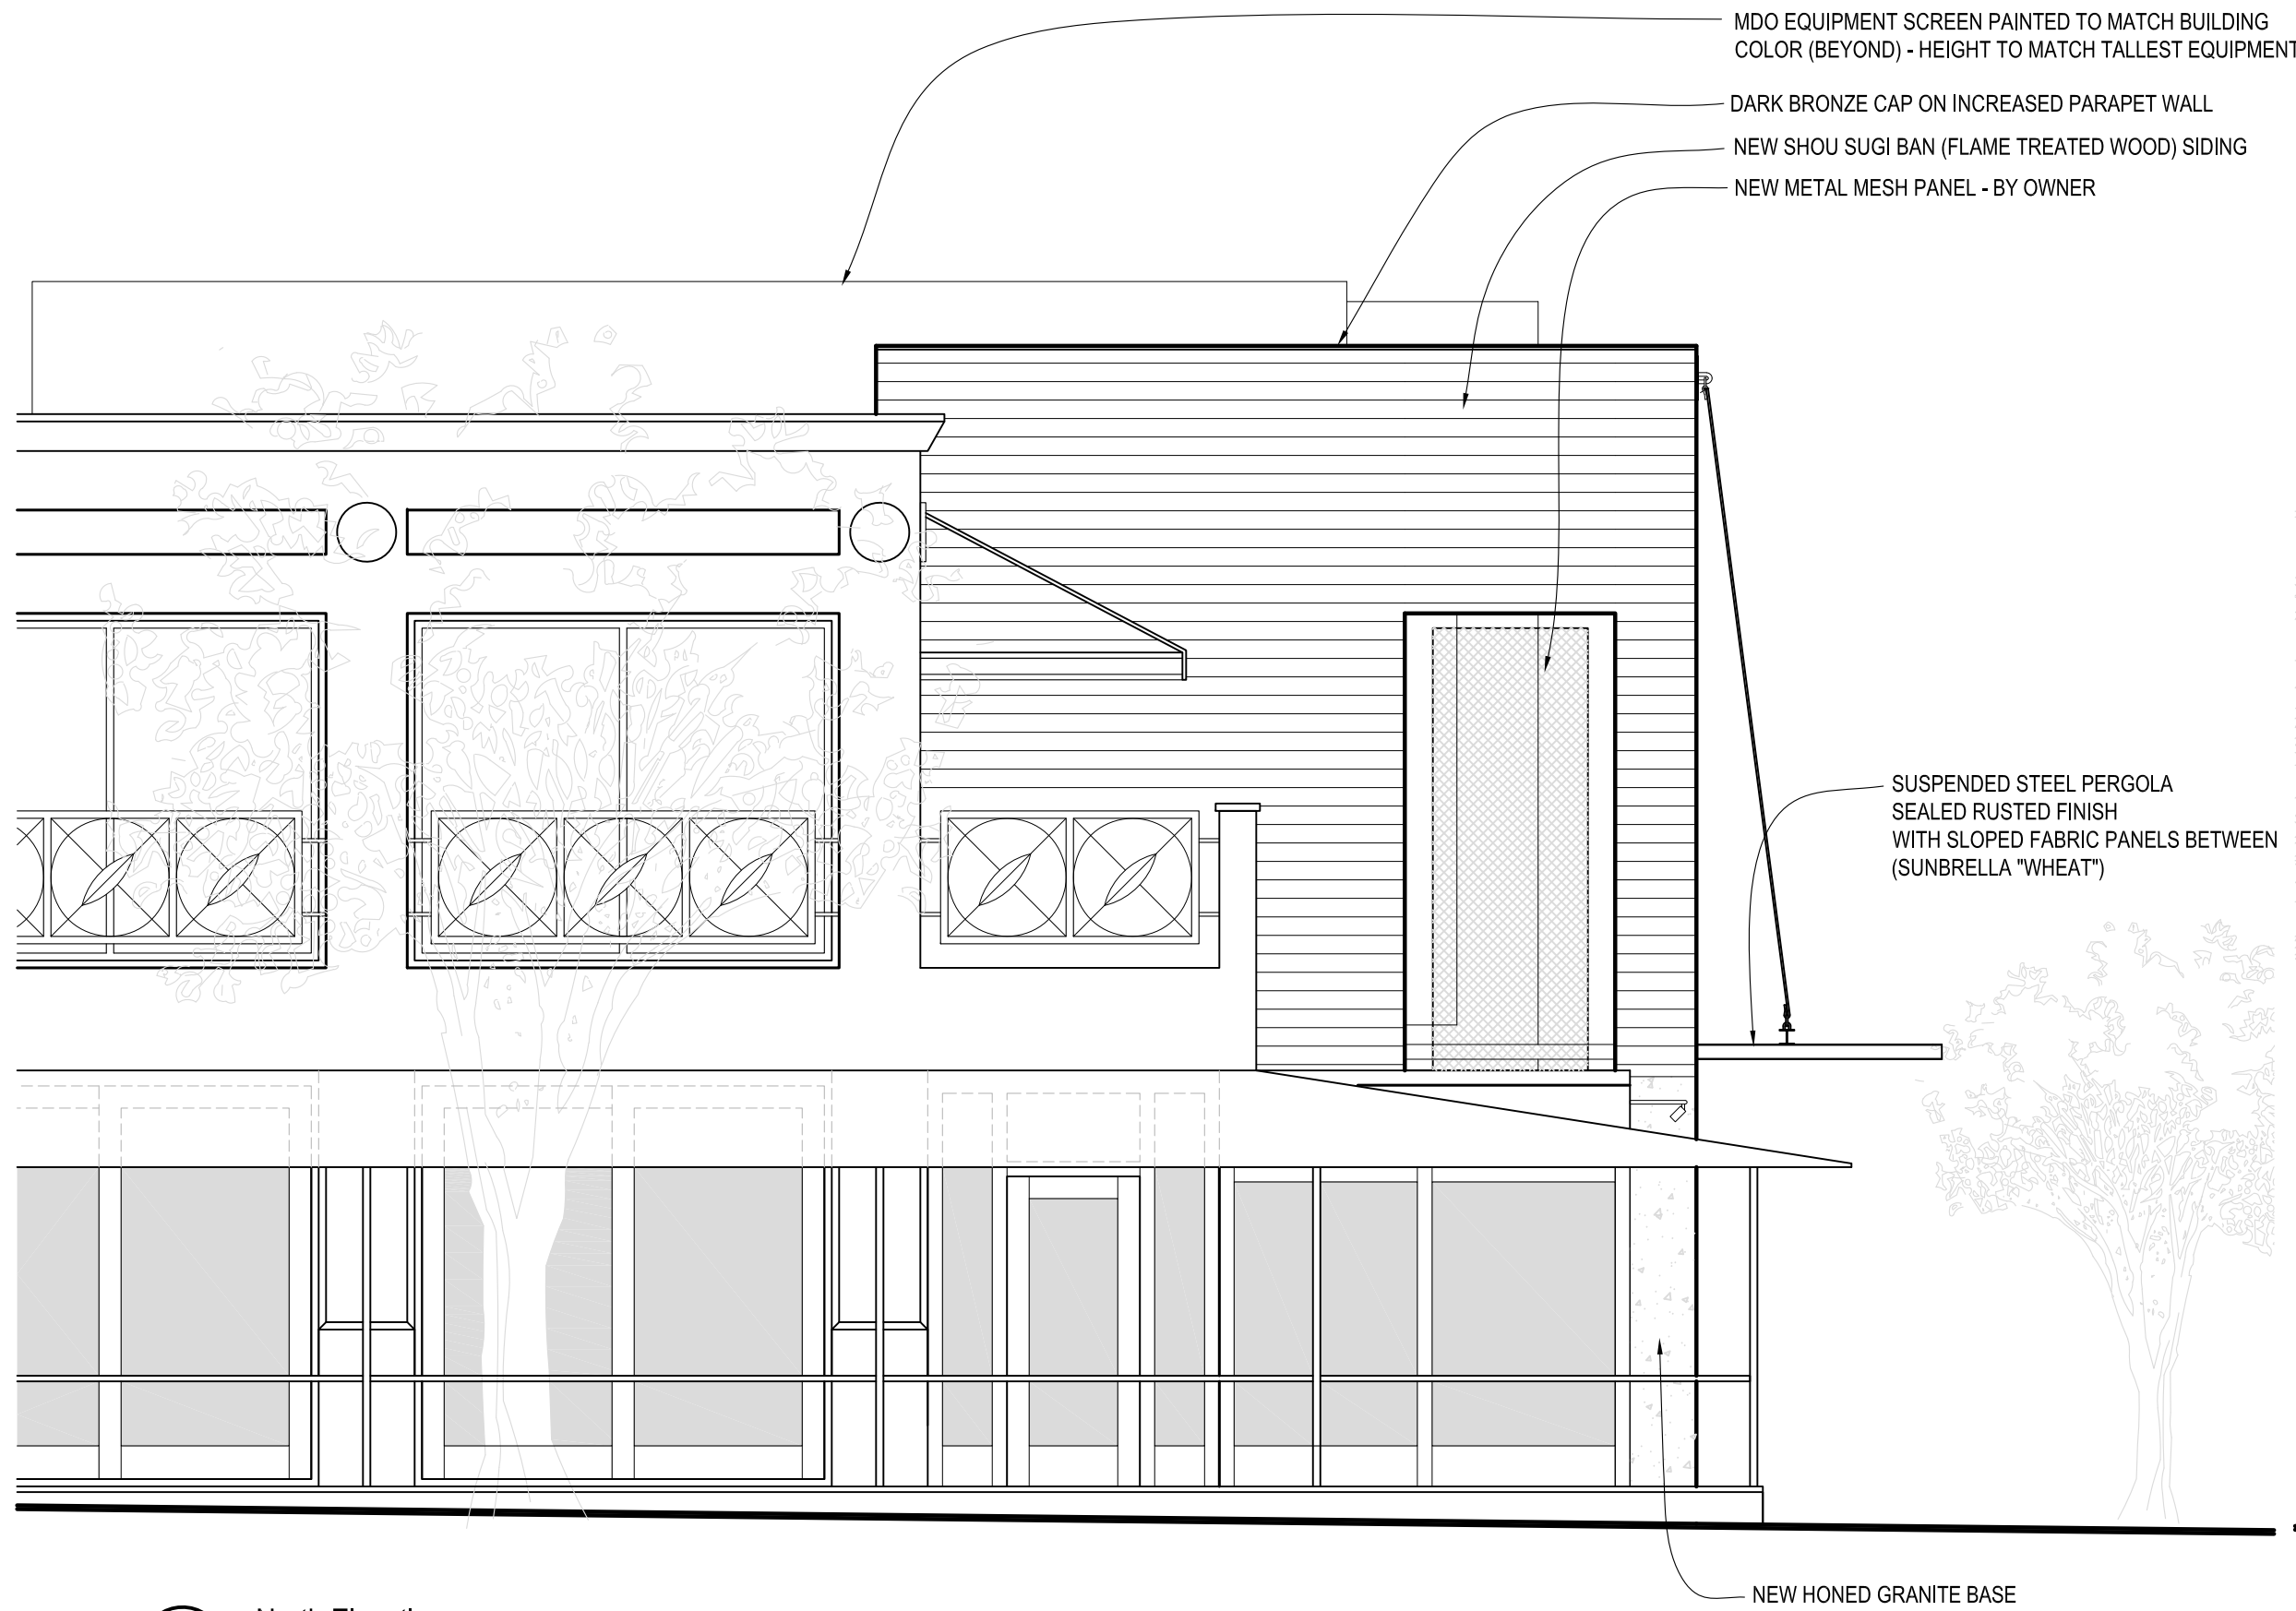 MDO EQUIPMENT SCREEN PAINTED TO MATCH BUILDING
COLOR (BEYOND) - HEIGHT TO MATCH TALLEST EQUIPMENT
DARK BRONZE CAP ON INCREASED PARAPET WALL
NEW SHOU SUGI BAN (FLAME TREATED WOOD) SIDING
NEW METAL MESH PANEL - BY OWNER
SUSPENDED STEEL PERGOLA
SEALED RUSTED FINISH
WITH SLOPED FABRIC PANELS BETWEEN
(SUNBRELLA "WHEAT")
NEW HONED GRANITE BASE